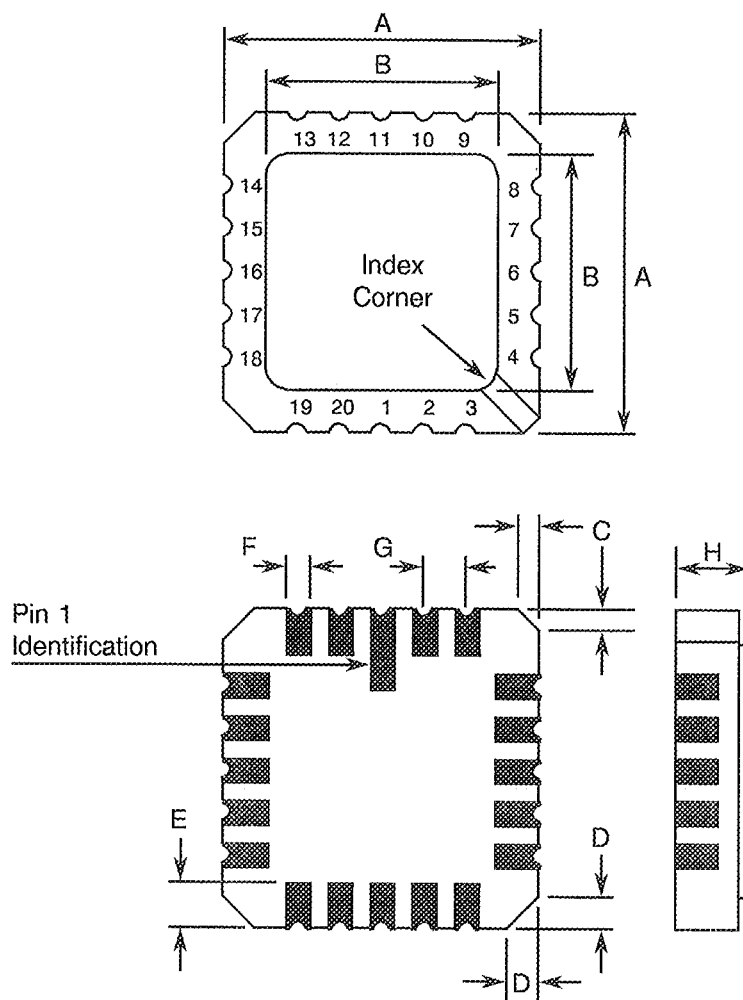 A
B
13 12 11 10 9
14 8
15 7
16 6
17 5
18 4
Index
Corner
B
A
19 20 1 2 3
C
F
G
H
Pin 1
Identification
E
D
D